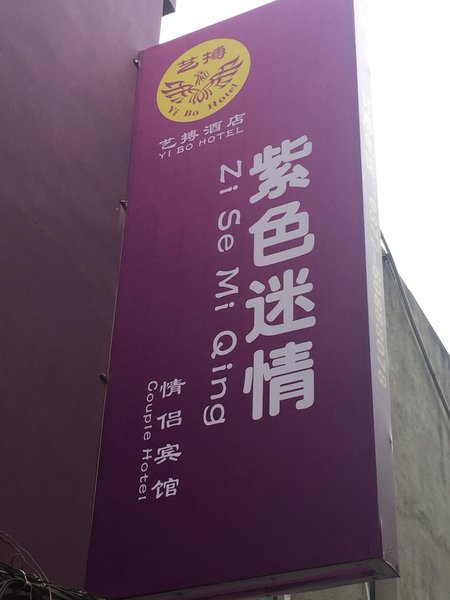 艺搏
Yi Bo Hotel
艺搏酒店
YI BO HOTEL
紫色迷情
Zi Se Mi Qing
情侣宾馆
Couple Hotel